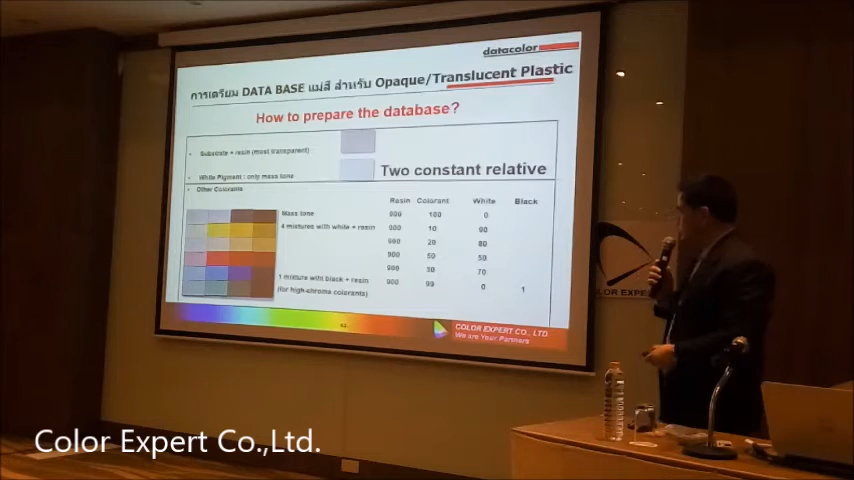 datacolor
การเตรียม DATA BASE แม่สี สำหรับ Opaque/Translucent Plastic
How to prepare the database?
• Substrate + resin (most transparent)
• White Pigment : only mass tone
Two constant relative
• Other Colorants
Resin Colorant White Black
Mass tone 900 100 0
4 mixtures with white + resin 900 10 90
900 20 80
900 50 50
900 30 70
1 mixture with black + resin 900 99 0 1
(for high-chroma colorants)
COLOR EXPERT CO., LTD
We are Your Partners
COLOR EXPER
Color Expert Co.,Ltd.